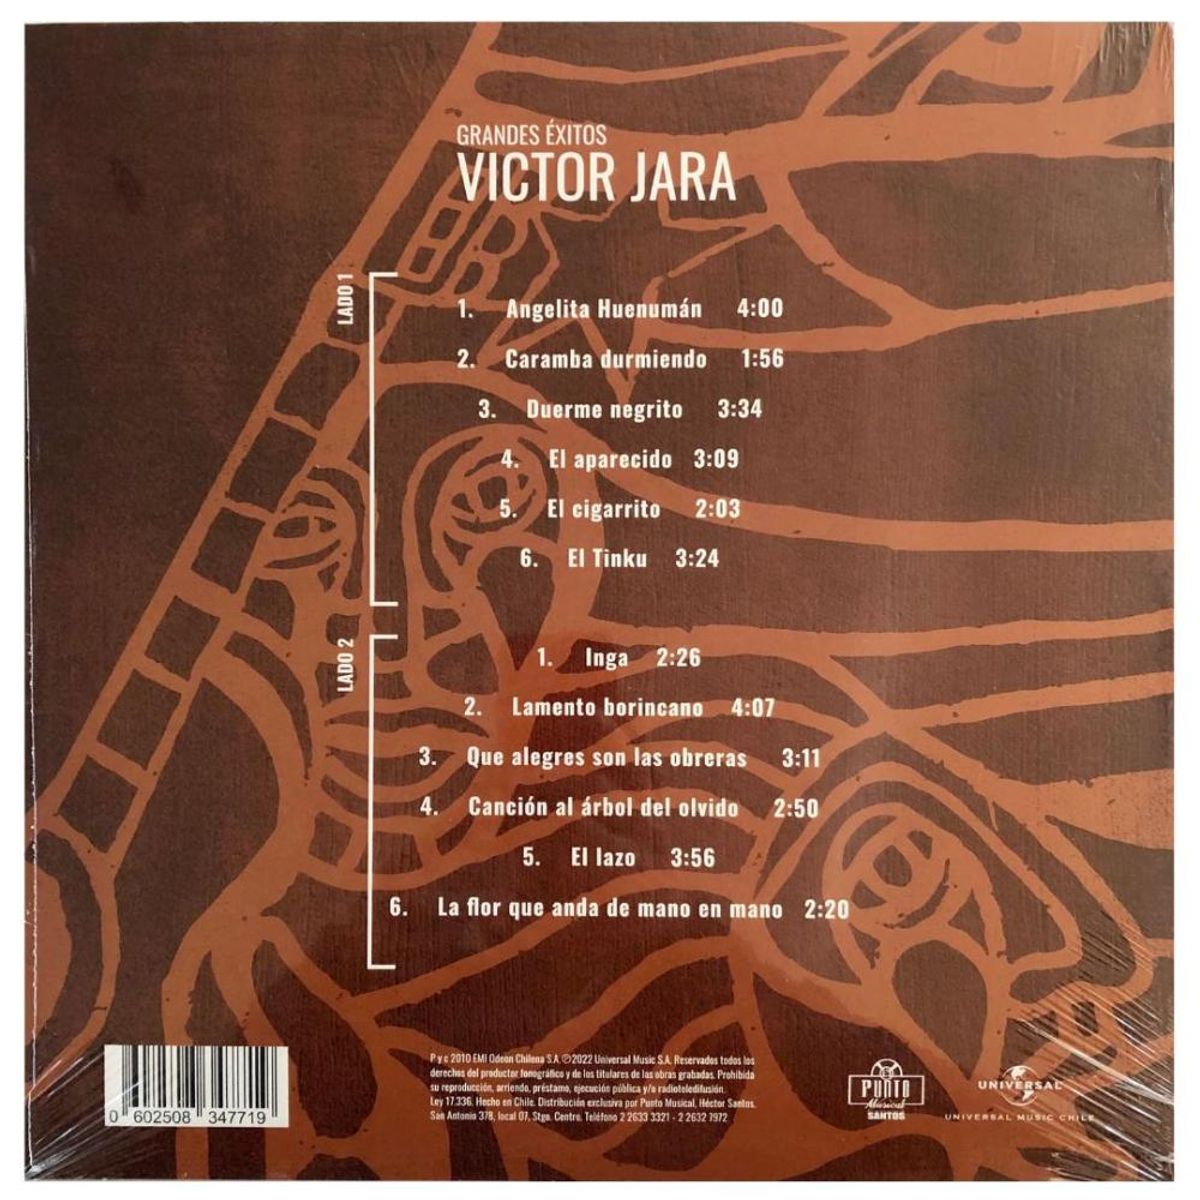 GRANDES ÉXITOS
VICTOR JARA
LADO 1
1. Angelita Huenumán 4:00
2. Caramba durmiendo 1:56
3. Duerme negrito 3:34
4. El aparecido 3:09
5. El cigarrito 2:03
6. El Tinku 3:24
LADO 2
1. Inga 2:26
2. Lamento borincano 4:07
3. Que alegres son las obreras 3:11
4. Canción al árbol del olvido 2:50
5. El lazo 3:56
6. La flor que anda de mano en mano 2:20
P y c 2010 EMI Odeon Chilena S.A. ℗2022 Universal Music S.A. Reservados todos los
derechos del productor fonográfico y de los titulares de las obras grabadas. Prohibida
su reproducción, arriendo, préstamo, ejecución pública y/o radioteledifusión.
Ley 17.336. Hecho en Chile. Distribución exclusiva por Punto Musical, Héctor Santos.
San Antonio 378, local 07, Stgo. Centro. Teléfono 2 2633 3321 - 2 2632 7972
0 602508 347719
PUNTO
Musical
SANTOS
UNIVERSAL
UNIVERSAL MUSIC CHILE